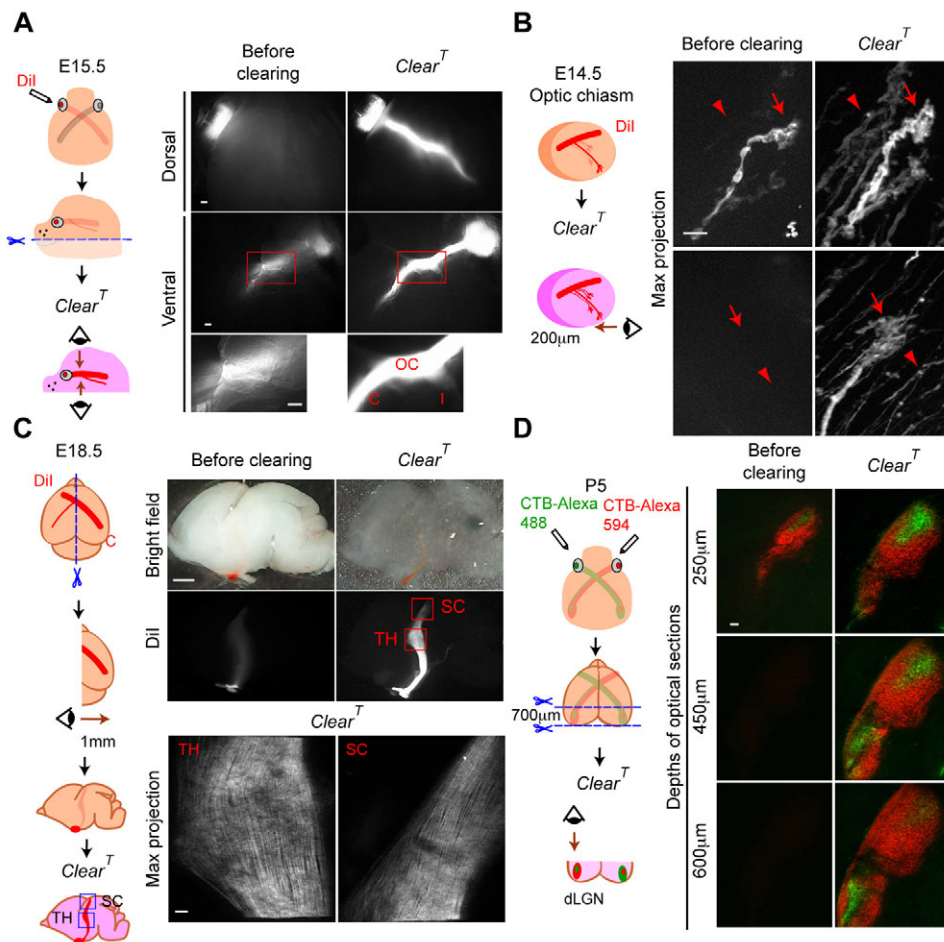 A
E15.5
DiI
Clear^T
Before
clearing
Clear^T
Dorsal
Ventral
OC
C
I
B
E14.5
Optic chiasm
DiI
Clear^T
200μm
Before clearing
Clear^T
Max projection
C
E18.5
DiI
C
1mm
Clear^T
SC
TH
Before clearing
Clear^T
Bright field
DiI
SC
TH
Clear^T
Max projection
TH
SC
D
P5
CTB-Alexa
488
CTB-Alexa
594
700μm
Clear^T
dLGN
Before
clearing
Clear^T
Depths of optical sections
250μm
450μm
600μm